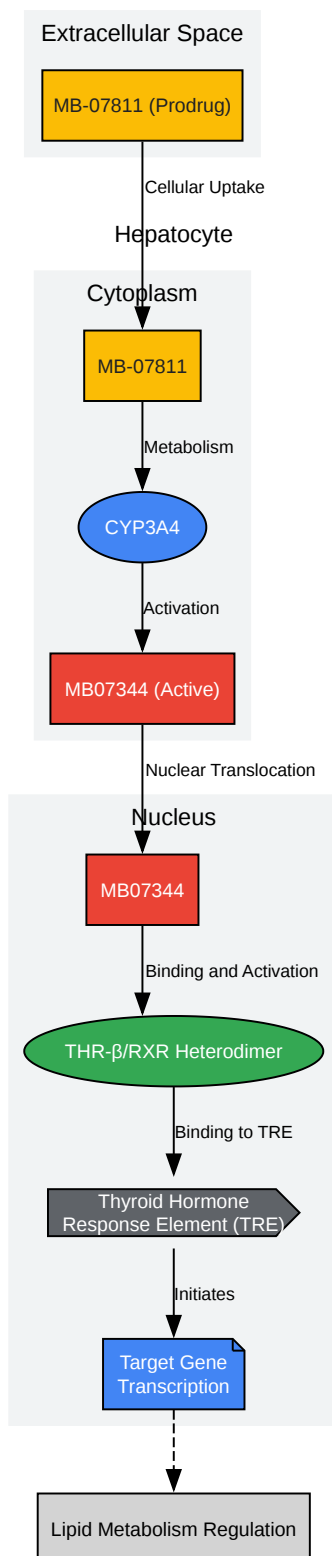 Extracellular Space
MB-07811 (Prodrug)
Cellular Uptake
Hepatocyte
Cytoplasm
MB-07811
Metabolism
CYP3A4
Activation
MB07344 (Active)
Nuclear Translocation
Nucleus
MB07344
Binding and Activation
THR-β/RXR Heterodimer
Binding to TRE
Thyroid Hormone
Response Element (TRE)
Initiates
Target Gene
Transcription
Lipid Metabolism Regulation